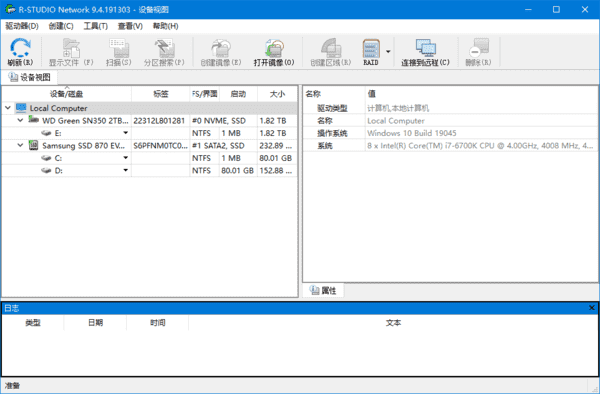 R-STUDIO Network 9.4.191303 - 设备视图
驱动器(D) 创建(C) 工具(T) 查看(V) 帮助(H)
刷新(R) 显示文件 (F) 扫描(S) 分区搜索(F) 创建镜像(E) 打开镜像(O) 创建区域(R) RAID 连接到远程(C) 删除(R)
设备视图
设备/磁盘 标签 FS/界面 启动 大小
Local Computer
WD Green SN350 2TB... 22312L801281 #0 NVME, SSD 1.82 TB
E: NTFS 1 MB 1.82 TB
Samsung SSD 870 EV... S6PFNM0TC0... #1 SATA2, SSD 232.89 ...
C: NTFS 1 MB 80.01 GB
D: NTFS 80.01 GB 152.88 ...
名称 值
驱动类型 计算机,本地计算机
名称 Local Computer
操作系统 Windows 10 Build 19045
系统 8 x Intel(R) Core(TM) i7-6700K CPU @ 4.00GHz, 4008 MHz, 4...
属性
日志
类型 日期 时间 文本
准备